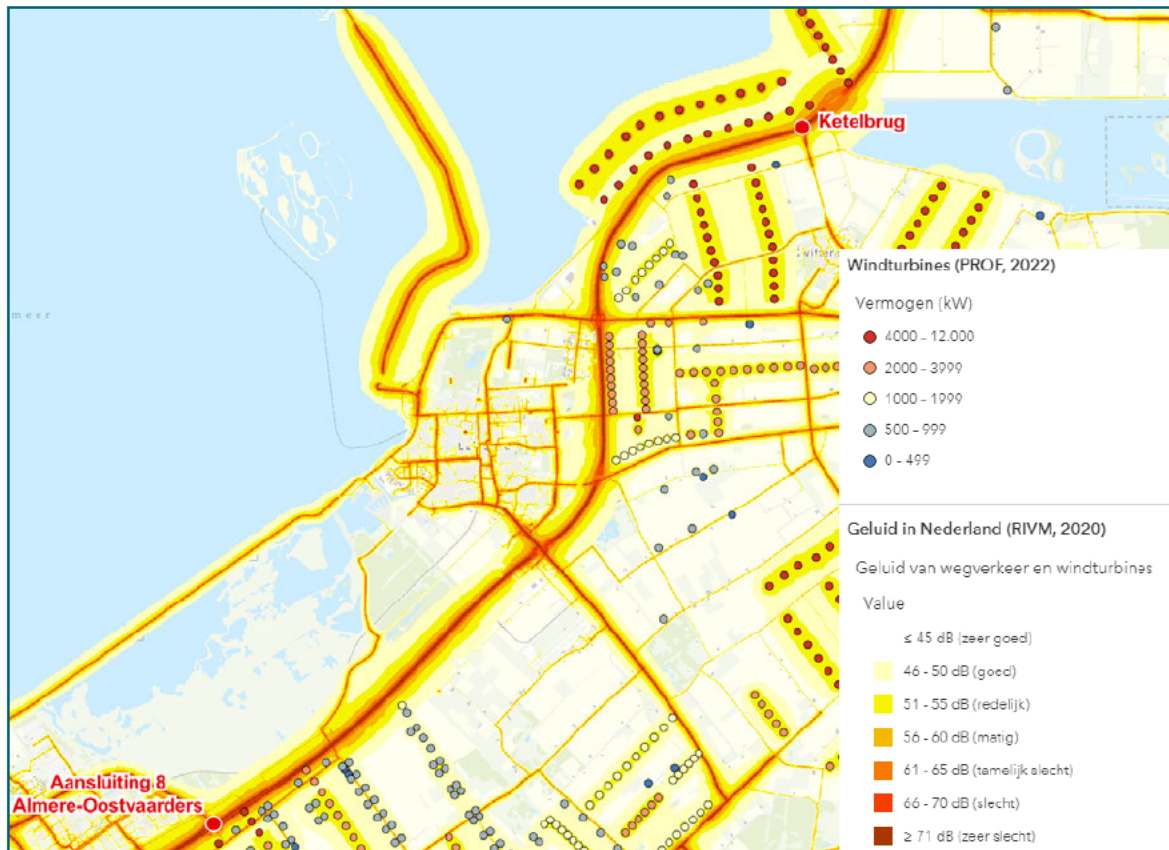 Ketelbrug
meer
Aansluiting 8
Almere-Oostvaarders
Windturbines (PROF, 2022)
Vermogen (kW)
4000 - 12.000
2000 - 3999
1000 - 1999
500 - 999
0 - 499
Geluid in Nederland (RIVM, 2020)
Geluid van wegverkeer en windturbines
Value
≤ 45 dB (zeer goed)
46 - 50 dB (goed)
51 - 55 dB (redelijk)
56 - 60 dB (matig)
61 - 65 dB (tamelijk slecht)
66 - 70 dB (slecht)
≥ 71 dB (zeer slecht)